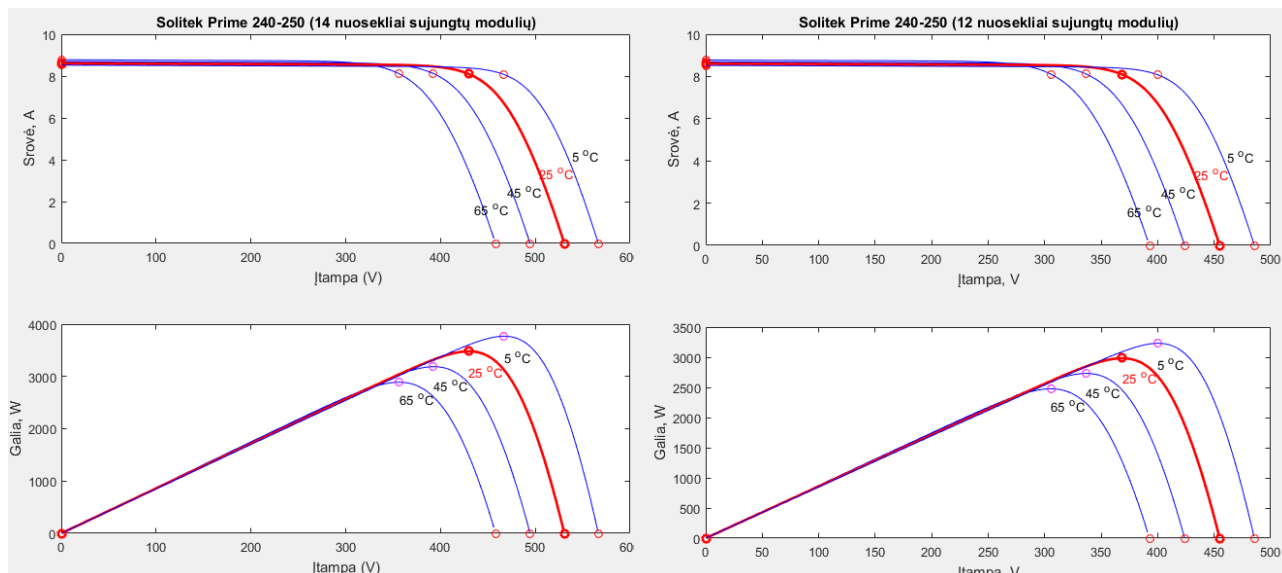 Solitek Prime 240-250 (14 nuosekliai sujungtų modulių)
10
8
6
4
2
0
Srovė, A
5 °C
25 °C
45 °C
65 °C
0 100 200 300 400 500 600
Įtampa (V)
4000
3000
2000
1000
0
Galia, W
5 °C
25 °C
45 °C
65 °C
0 100 200 300 400 500
Įtampa (V)
Solitek Prime 240-250 (12 nuosekliai sujungtų modulių)
10
8
6
4
2
0
Srovė, A
5 °C
25 °C
45 °C
65 °C
0 50 100 150 200 250 300 350 400 450 500
Įtampa, V
3500
3000
2500
2000
1500
1000
500
0
Galia, W
5 °C
25 °C
45 °C
65 °C
0 50 100 150 200 250 300 350 400 450 500
Įtampa, V